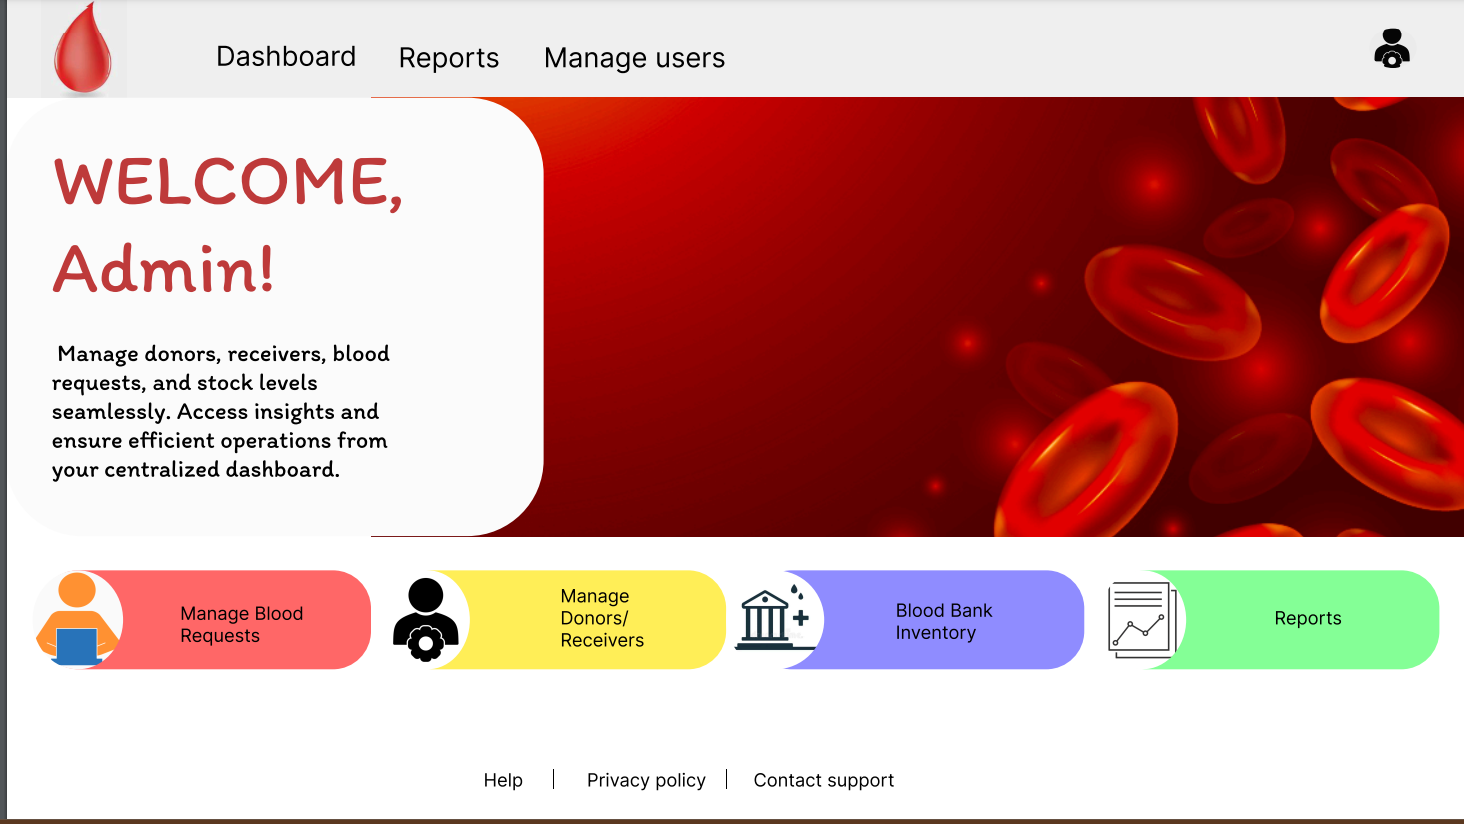 Dashboard Reports Manage users
WELCOME,
Admin!
Manage donors, receivers, blood
requests, and stock levels
seamlessly. Access insights and
ensure efficient operations from
your centralized dashboard.
Manage Blood
Requests
Manage
Donors/
Receivers
Blood Bank
Inventory
Reports
Help | Privacy policy | Contact support